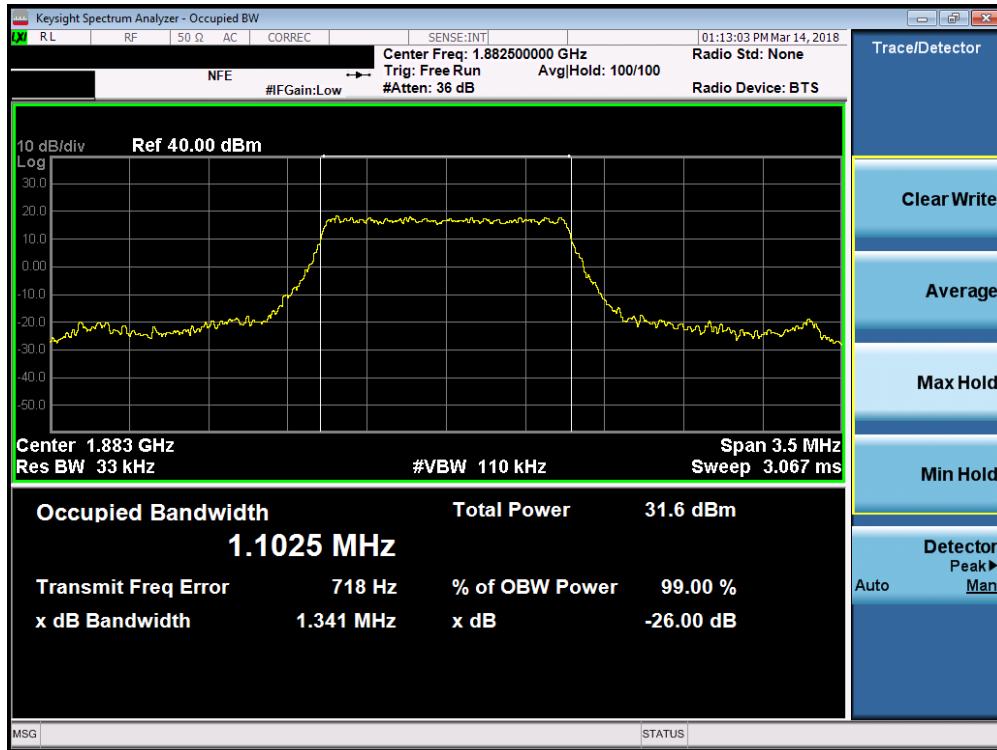 Keysight Spectrum Analyzer - Occupied BW
LXI RL RF 50 Ω AC CORREC SENSE:INT 01:13:03 PM Mar 14, 2018
NFE
#IFGain:Low
Center Freq: 1.882500000 GHz
Trig: Free Run Avg|Hold: 100/100
#Atten: 36 dB
Radio Std: None
Radio Device: BTS
Trace/Detector
10 dB/div Ref 40.00 dBm
Log
30.0
20.0
10.0
0.00
-10.0
-20.0
-30.0
-40.0
-50.0
Center 1.883 GHz Span 3.5 MHz
Res BW 33 kHz #VBW 110 kHz Sweep 3.067 ms
Occupied Bandwidth Total Power 31.6 dBm
1.1025 MHz
Transmit Freq Error 718 Hz % of OBW Power 99.00 %
x dB Bandwidth 1.341 MHz x dB -26.00 dB
Clear Write
Average
Max Hold
Min Hold
Detector
Peak
Auto Man
MSG STATUS